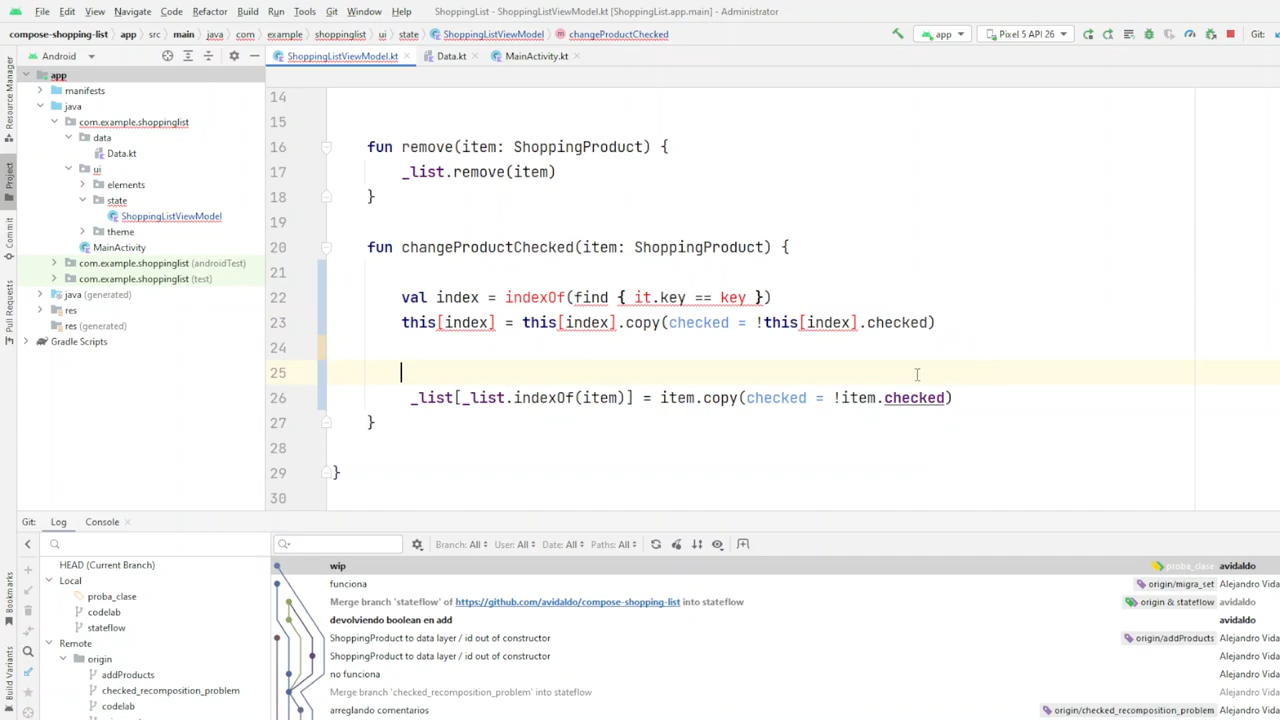 File Edit View Navigate Code Refactor Build Run Tools Git Window Help ShoppingList - ShoppingListViewModel.kt [ShoppingList.app.main] - Administrator
compose-shopping-list app src main java com example shoppinglist ui state ShoppingListViewModel changeProductChecked app Pixel 5 API 26 Git:
Android ShoppingListViewModel.kt Data.kt MainActivity.kt
Resource Manager
Project
Commit
Pull Requests
Bookmarks
Build Variants
app
manifests
java
com.example.shoppinglist
data
Data.kt
ui
elements
state
ShoppingListViewModel
theme
MainActivity
com.example.shoppinglist (androidTest)
com.example.shoppinglist (test)
java (generated)
res
res (generated)
Gradle Scripts
14
15
16 fun remove(item: ShoppingProduct) {
17 _list.remove(item)
18 }
19
20 fun changeProductChecked(item: ShoppingProduct) {
21
22 val index = indexOf(find { it.key == key })
23 this[index] = this[index].copy(checked = !this[index].checked)
24
25
26 _list[_list.indexOf(item)] = item.copy(checked = !item.checked)
27 }
28
29 }
30
Git: Log Console
Branch: All User: All Date: All Paths: All
HEAD (Current Branch)
Local
proba_clase
codelab
stateflow
Remote
origin
addProducts
checked_recomposition_problem
codelab
wip proba_clase avidaldo
funciona origin/migra_set Alejandro Vida
Merge branch 'stateflow' of https://github.com/avidaldo/compose-shopping-list into stateflow origin & stateflow avidaldo
devolviendo boolean en add avidaldo
ShoppingProduct to data layer / id out of constructor origin/addProducts Alejandro Vida
ShoppingProduct to data layer / id out of constructor Alejandro Vida
no funciona Alejandro Vida
Merge branch 'checked_recomposition_problem' into stateflow Alejandro Vida
arreglando comentarios origin/checked_recomposition_problem Alejandro Vida